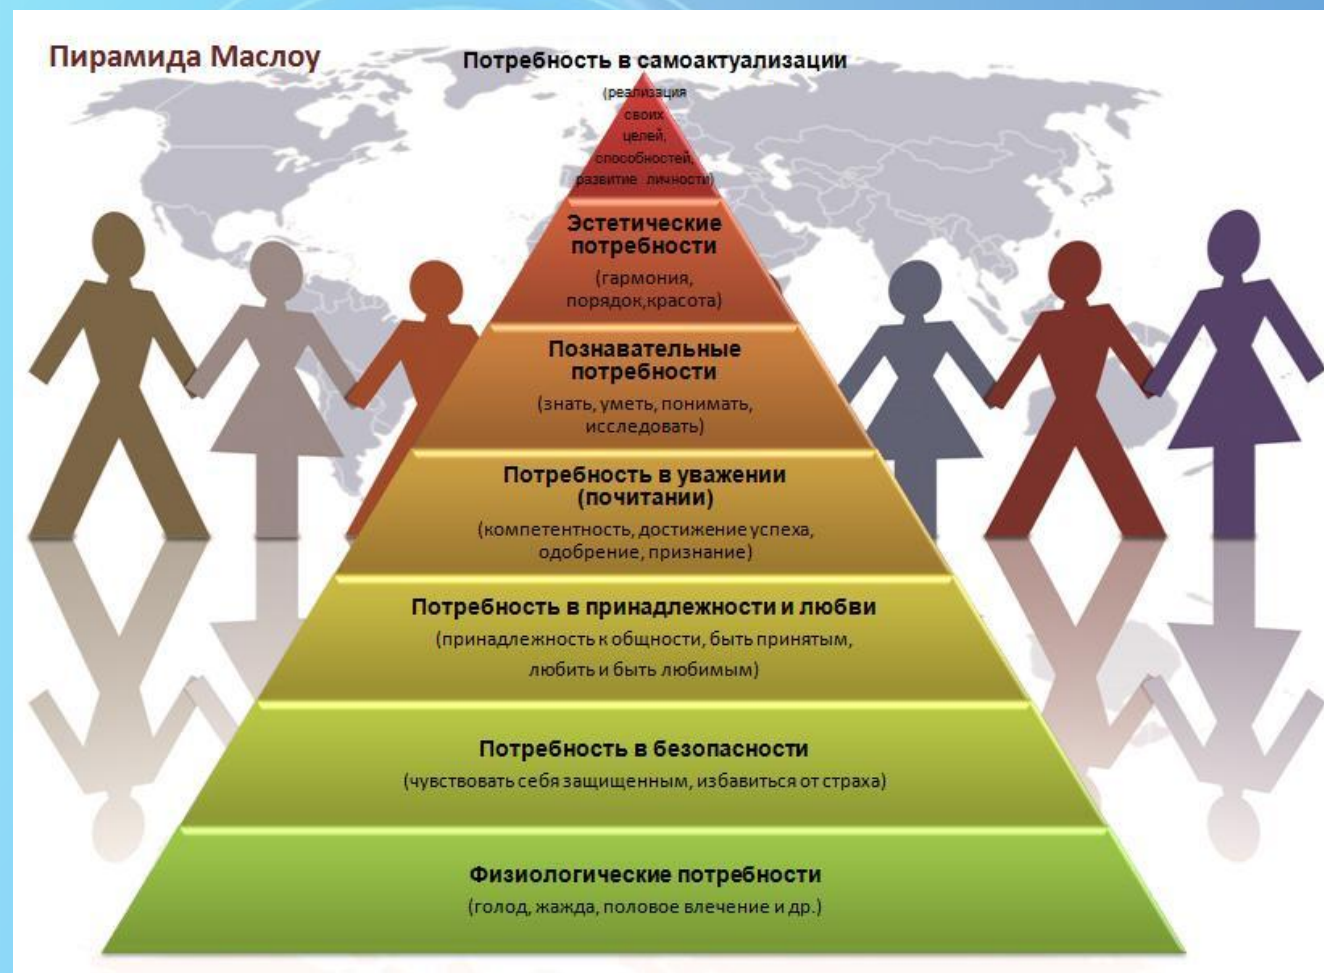 Пирамида Маслоу
Потребность в самоактуализации
(реализация
своих
целей,
способностей,
развитие личности)
Эстетические
потребности
(гармония,
порядок,красота)
Познавательные
потребности
(знать, уметь, понимать,
исследовать)
Потребность в уважении
(почитании)
(компетентность, достижение успеха,
одобрение, признание)
Потребность в принадлежности и любви
(принадлежность к общности, быть принятым,
любить и быть любимым)
Потребность в безопасности
(чувствовать себя защищенным, избавиться от страха)
Физиологические потребности
(голод, жажда, половое влечение и др.)